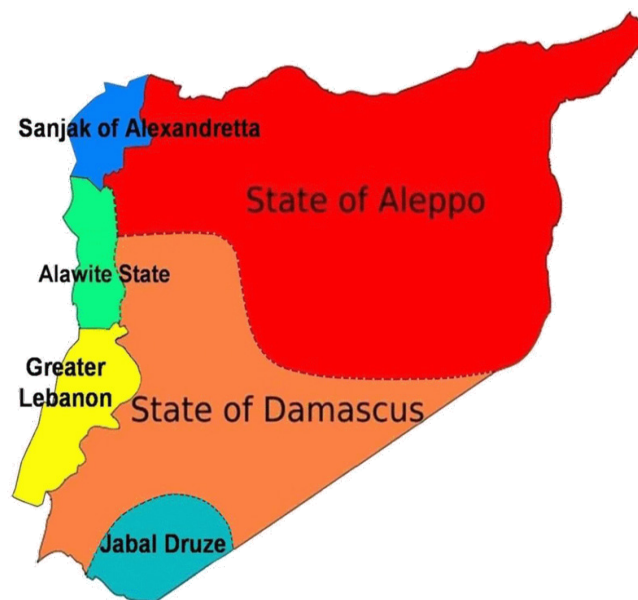 Sanjak of Alexandretta
State of Aleppo
Alawite State
Greater
Lebanon
State of Damascus
Jabal Druze